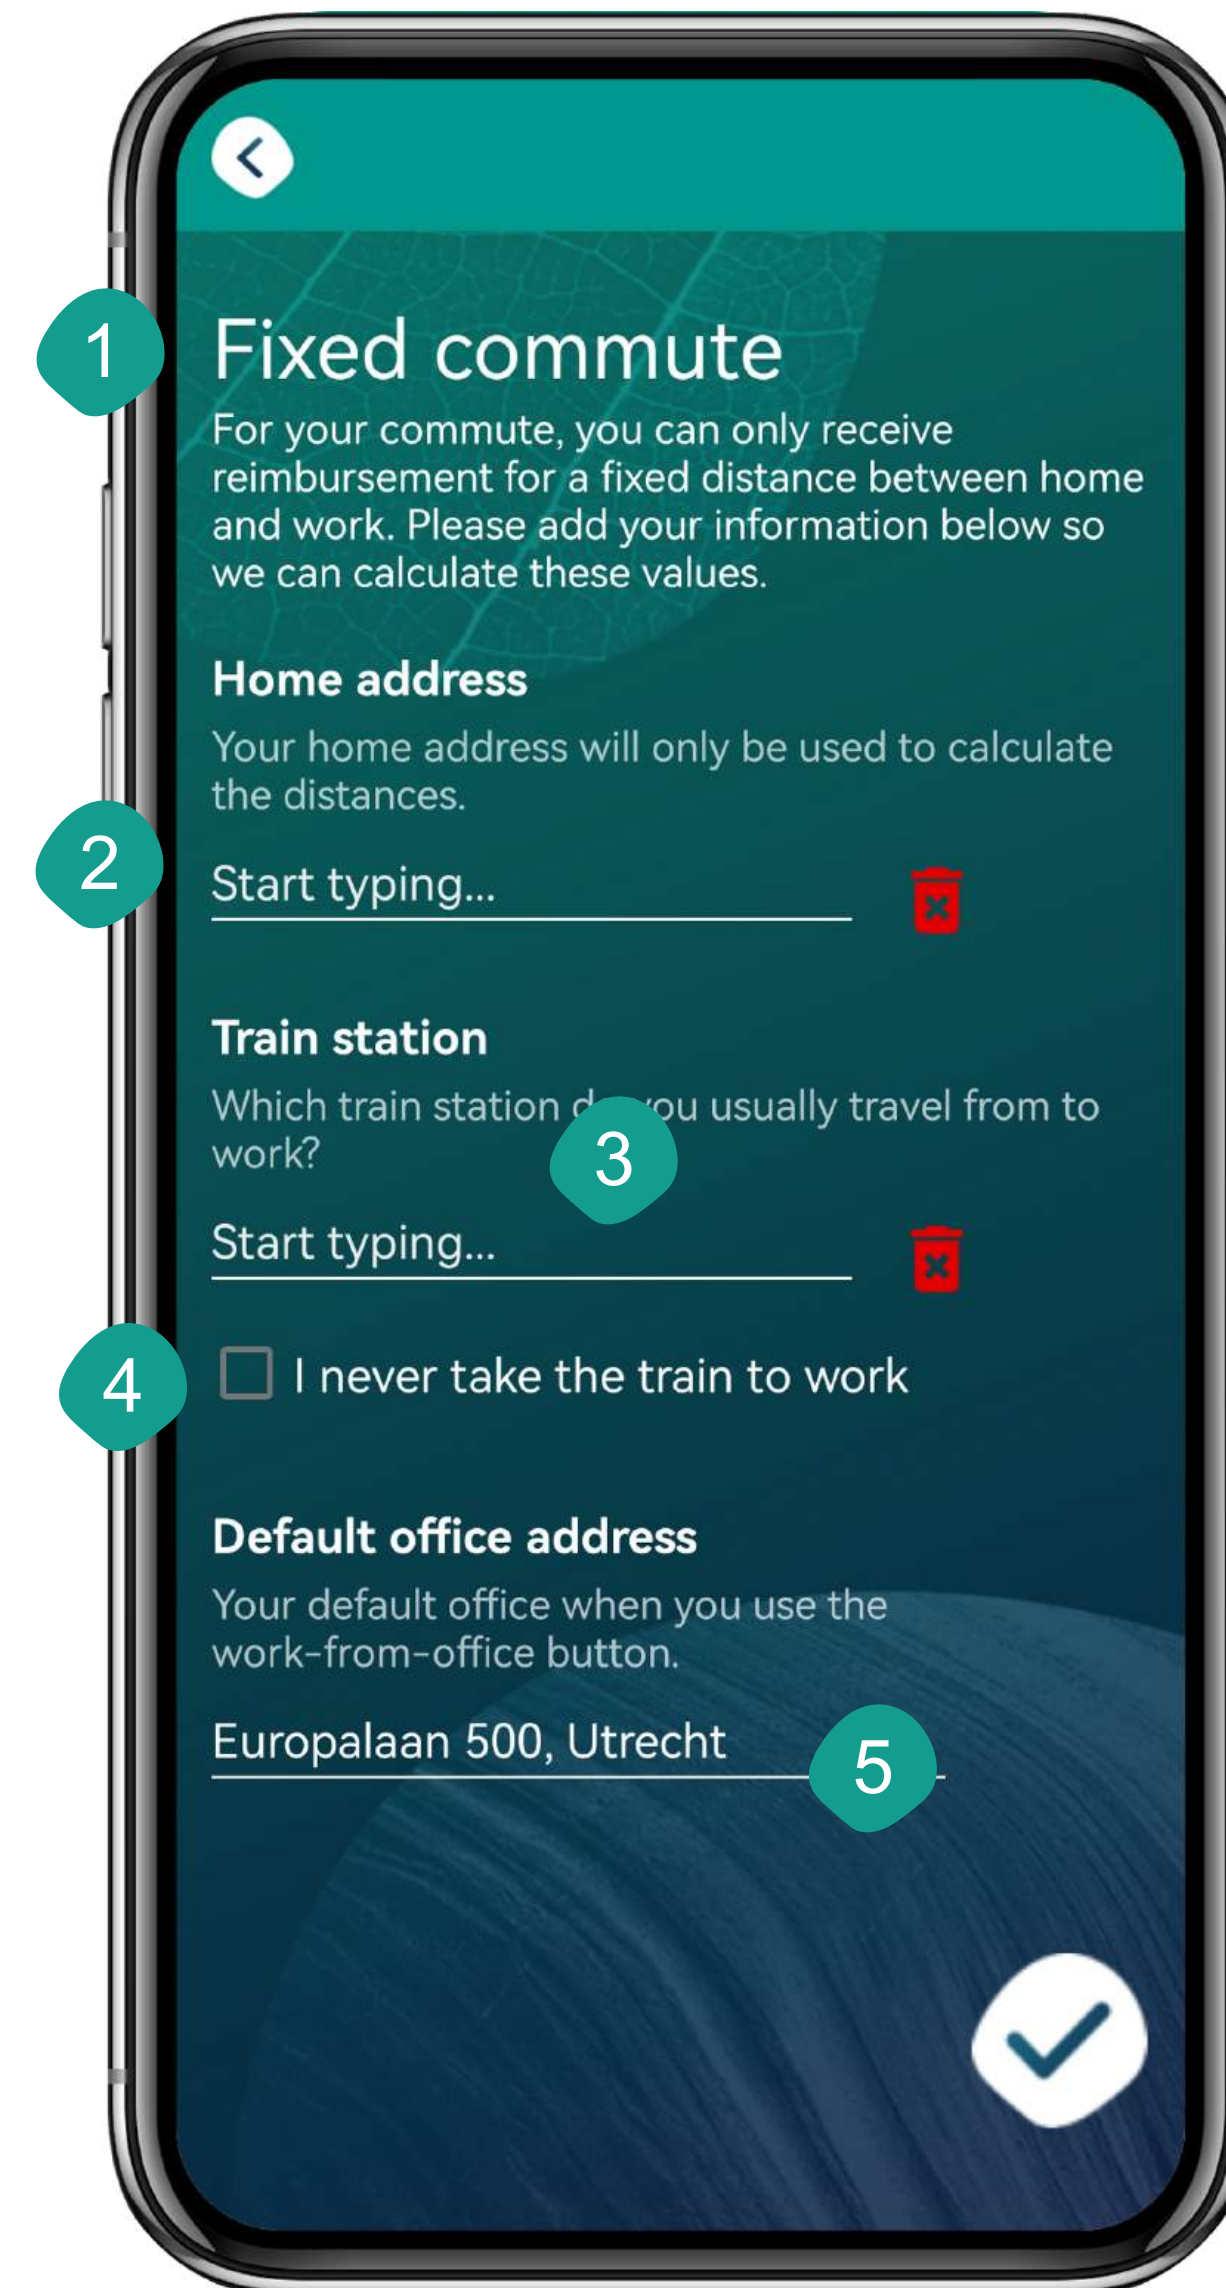 1
Fixed commute
For your commute, you can only receive
reimbursement for a fixed distance between home
and work. Please add your information below so
we can calculate these values.
Home address
Your home address will only be used to calculate
the distances.
2
Start typing...
Train station
Which train station do you usually travel from to
work?
3
Start typing...
4
I never take the train to work
Default office address
Your default office when you use the
work-from-office button.
Europalaan 500, Utrecht
5